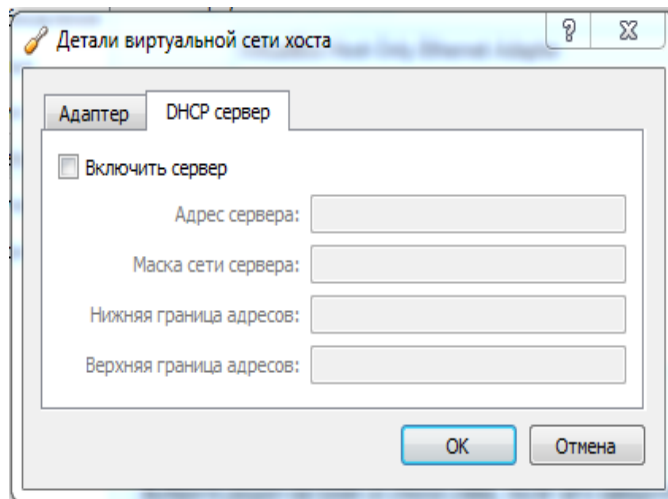 Детали виртуальной сети хоста
Адаптер DHCP сервер
Включить сервер
Адрес сервера:
Маска сети сервера:
Нижняя граница адресов:
Верхняя граница адресов:
OK Отмена